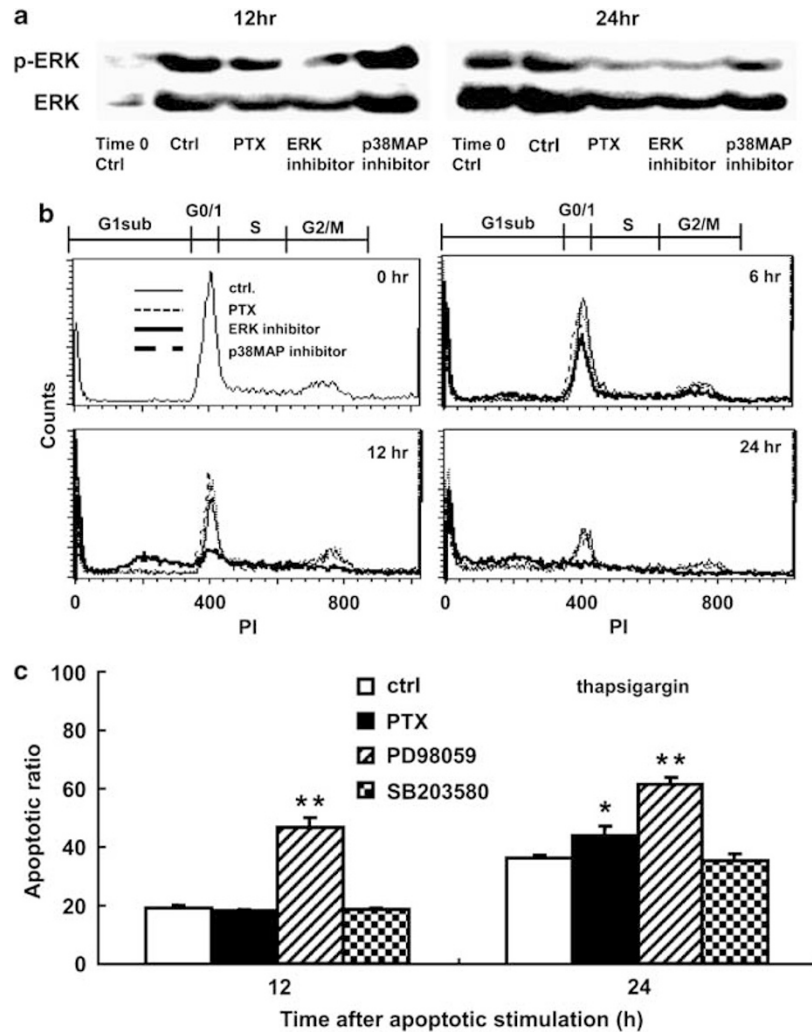 a
12hr 24hr
p-ERK
ERK
Time 0 Ctrl PTX ERK p38MAP Time 0 Ctrl PTX ERK p38MAP
Ctrl inhibitor inhibitor Ctrl inhibitor inhibitor
b
G1sub G0/1 S G2/M G1sub G0/1 S G2/M
0 hr
ctrl.
PTX
ERK inhibitor
p38MAP inhibitor
6 hr
Counts
12 hr
24 hr
0 400 800 0 400 800
PI PI
c
100
80
60
40
20
0
Apoptotic ratio
ctrl
PTX
PD98059
SB203580
thapsigargin
**
*
**
12 24
Time after apoptotic stimulation (h)